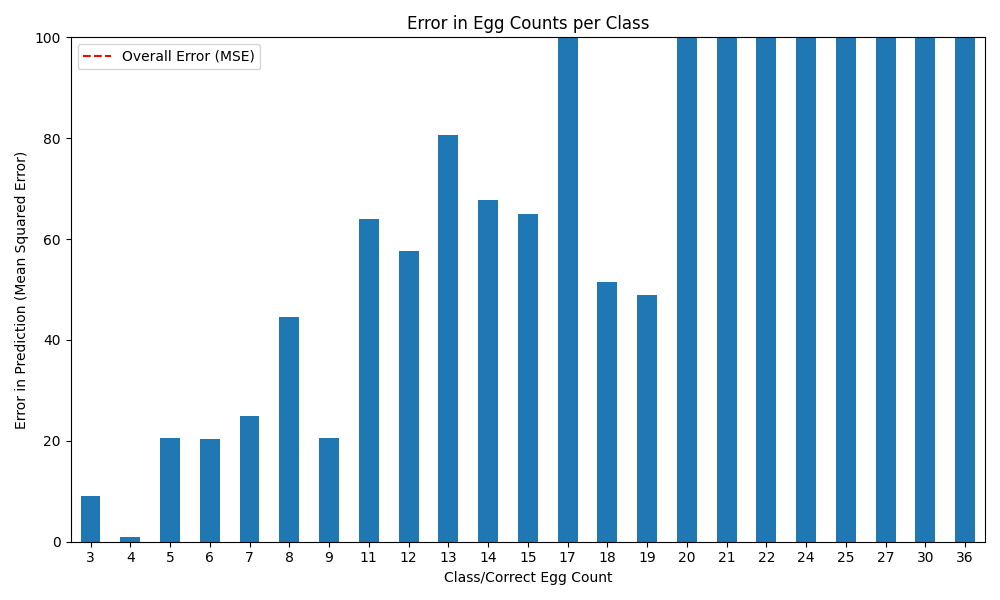 Error in Egg Counts per Class
Overall Error (MSE)
Error in Prediction (Mean Squared Error)
100
80
60
40
20
0
3 4 5 6 7 8 9 11 12 13 14 15 17 18 19 20 21 22 24 25 27 30 36
Class/Correct Egg Count